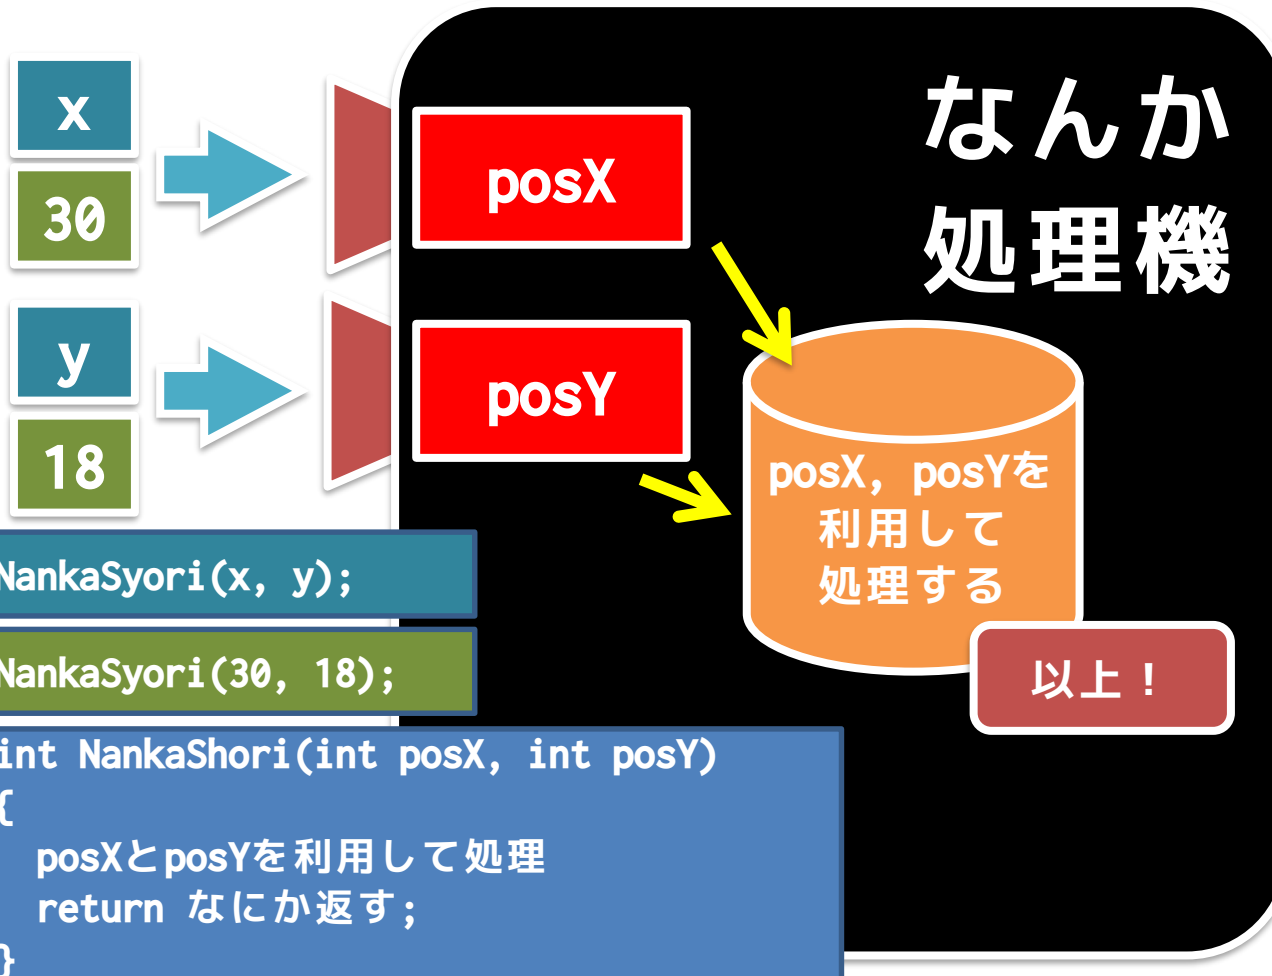 x
30
y
18
posX
posY
なんか
処理機
posX, posYを
利用して
処理する
以上！
NankaSyori(x, y);
NankaSyori(30, 18);
int NankaShori(int posX, int posY)
{
posXとposYを利用して処理
return なにか返す;
}